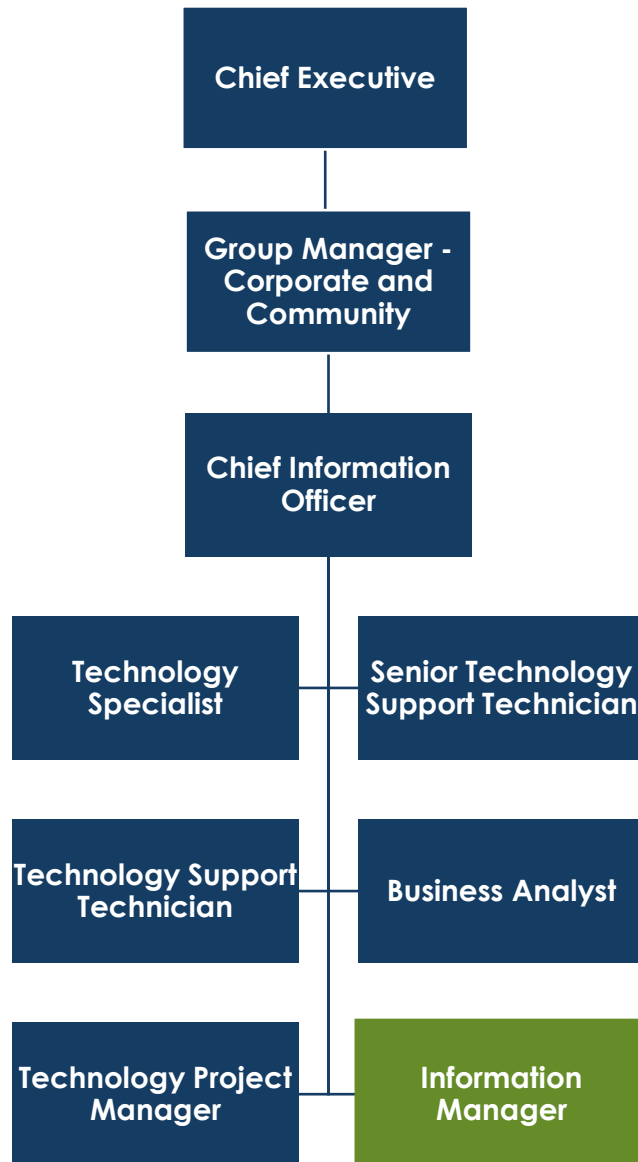 Chief Executive
Group Manager -
Corporate and
Community
Chief Information
Officer
Technology
Specialist
Senior Technology
Support Technician
Technology Support
Technician
Business Analyst
Technology Project
Manager
Information
Manager